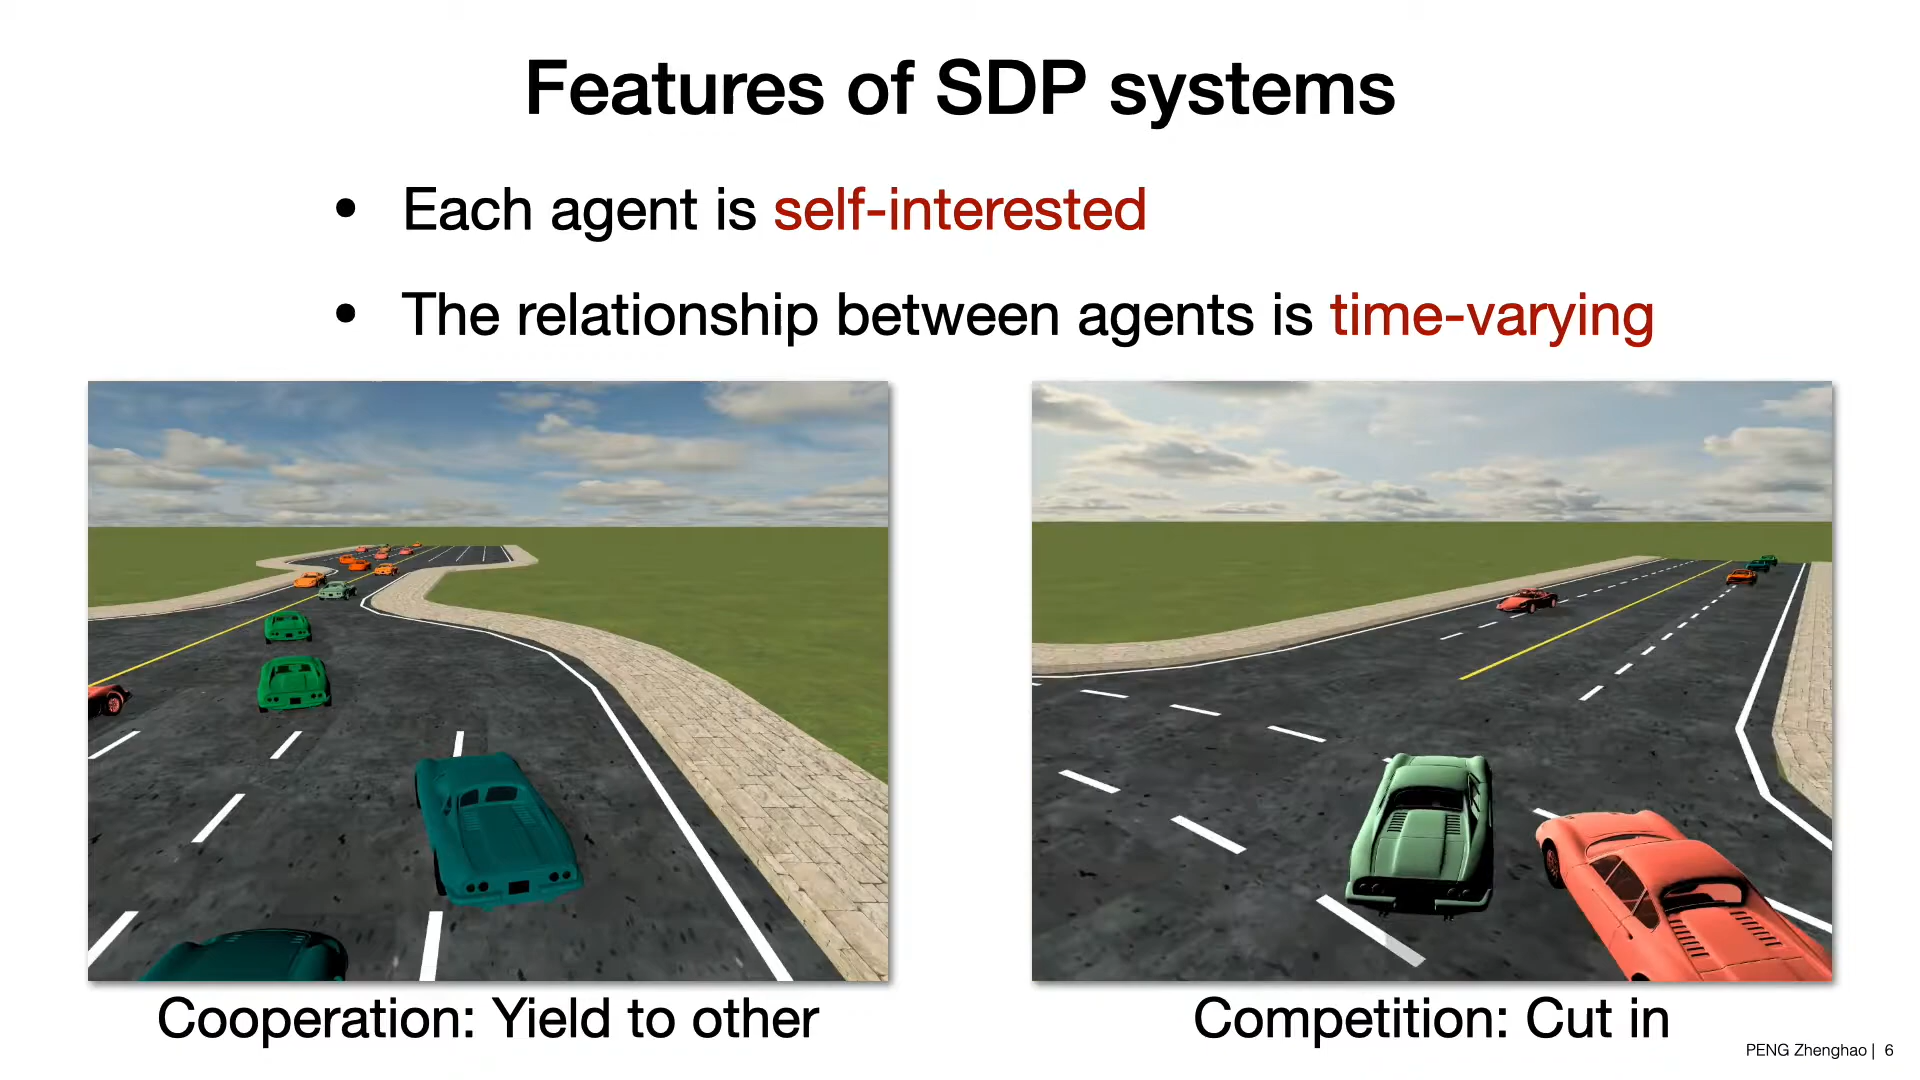 Features of SDP systems
• Each agent is self-interested
• The relationship between agents is time-varying
Cooperation: Yield to other
Competition: Cut in
PENG Zhenghao | 6